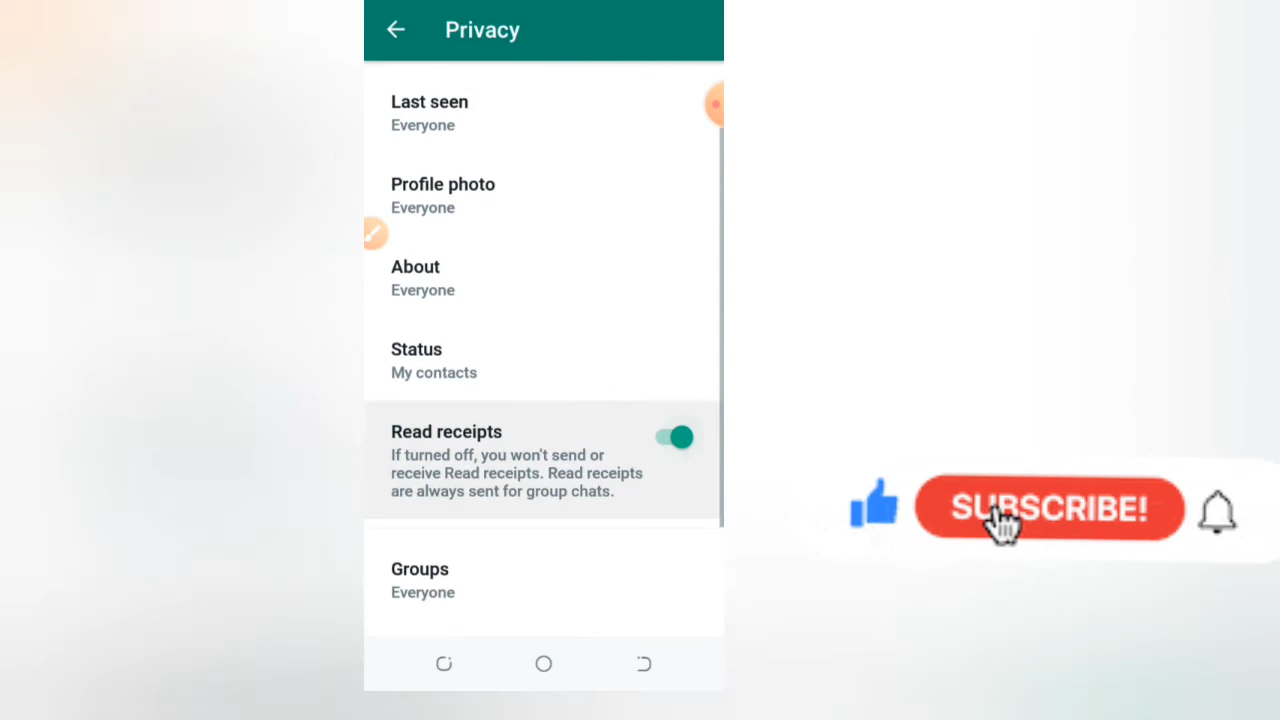 Privacy
Last seen
Everyone
Profile photo
Everyone
About
Everyone
Status
My contacts
Read receipts
If turned off, you won't send or
receive Read receipts. Read receipts
are always sent for group chats.
Groups
Everyone
SUBSCRIBE!